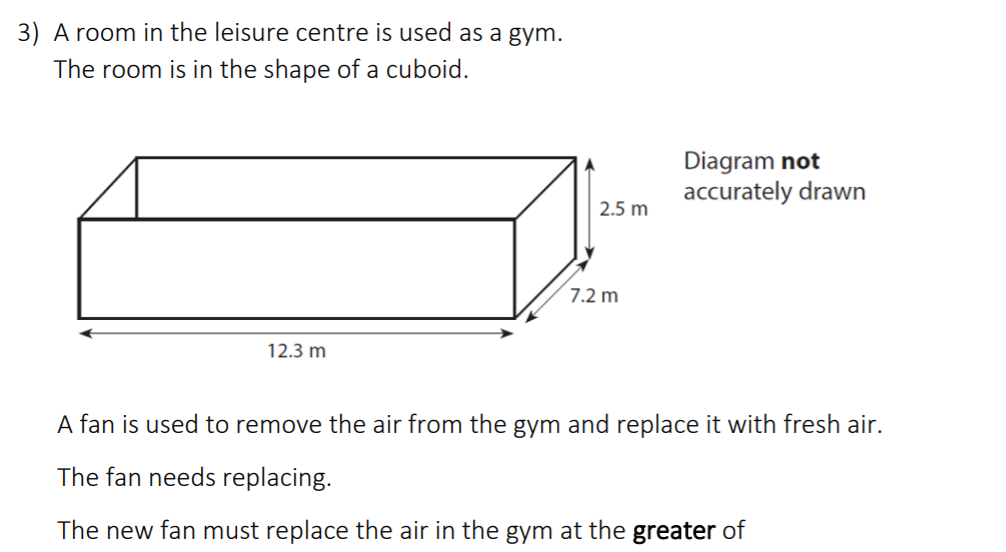 3) A room in the leisure centre is used as a gym.
The room is in the shape of a cuboid.
Diagram not
accurately drawn
2.5 m
7.2 m
12.3 m
A fan is used to remove the air from the gym and replace it with fresh air.
The fan needs replacing.
The new fan must replace the air in the gym at the greater of